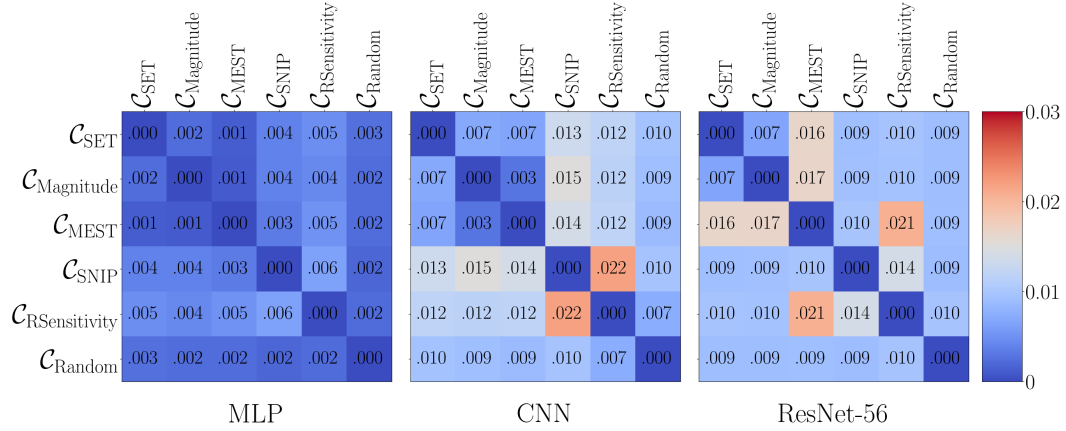 C_SET C_Magnitude C_MEST C_SNIP C_RSensitivity C_Random C_SET C_Magnitude C_MEST C_SNIP C_RSensitivity C_Random C_SET C_Magnitude C_MEST C_SNIP C_RSensitivity C_Random
C_SET .000 .002 .001 .004 .005 .003 .000 .007 .007 .013 .012 .010 .000 .007 .016 .009 .010 .009 0.03
C_Magnitude .002 .000 .001 .004 .004 .002 .007 .000 .003 .015 .012 .009 .007 .000 .017 .009 .010 .009
0.02
C_MEST .001 .001 .000 .003 .005 .002 .007 .003 .000 .014 .012 .009 .016 .017 .000 .010 .021 .009
C_SNIP .004 .004 .003 .000 .006 .002 .013 .015 .014 .000 .022 .010 .009 .009 .010 .000 .014 .009
0.01
C_RSensitivity .005 .004 .005 .006 .000 .002 .012 .012 .012 .022 .000 .007 .010 .010 .021 .014 .000 .010
C_Random .003 .002 .002 .002 .002 .000 .010 .009 .009 .010 .007 .000 .009 .009 .009 .009 .010 .000
0
MLP CNN ResNet-56